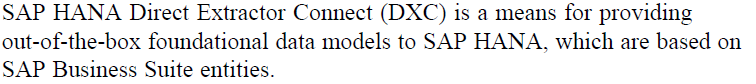 SAP HANA Direct Extractor Connect (DXC) is a means for providing
out-of-the-box foundational data models to SAP HANA, which are based on
SAP Business Suite entities.